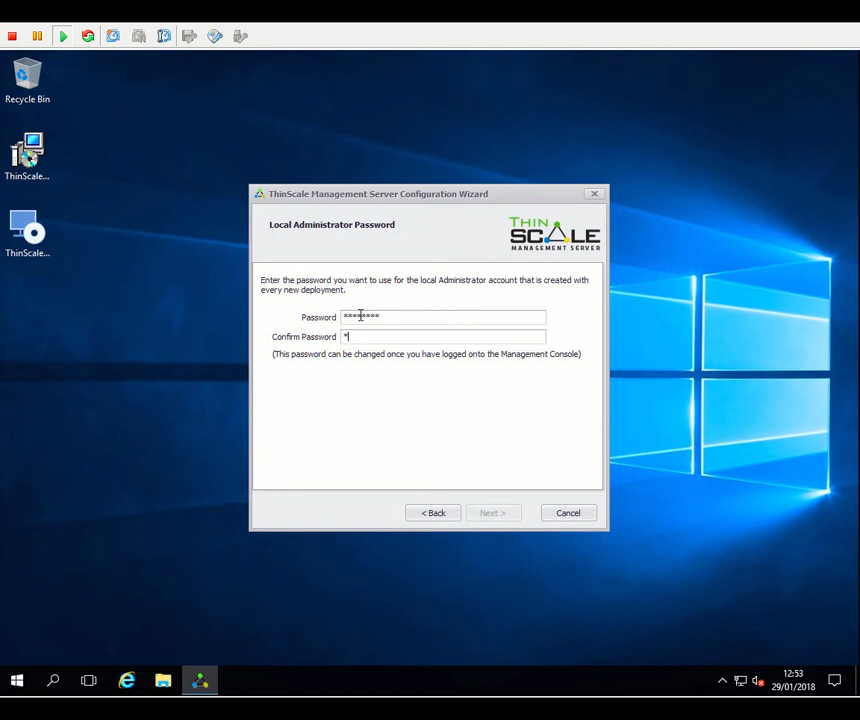 Recycle Bin
ThinScale...
ThinScale...
ThinScale Management Server Configuration Wizard
Local Administrator Password
THIN
SCALE
MANAGEMENT SERVER
Enter the password you want to use for the local Administrator account that is created with
every new deployment.
Password ********
Confirm Password *
(This password can be changed once you have logged onto the Management Console)
< Back Next > Cancel
12:53
29/01/2018